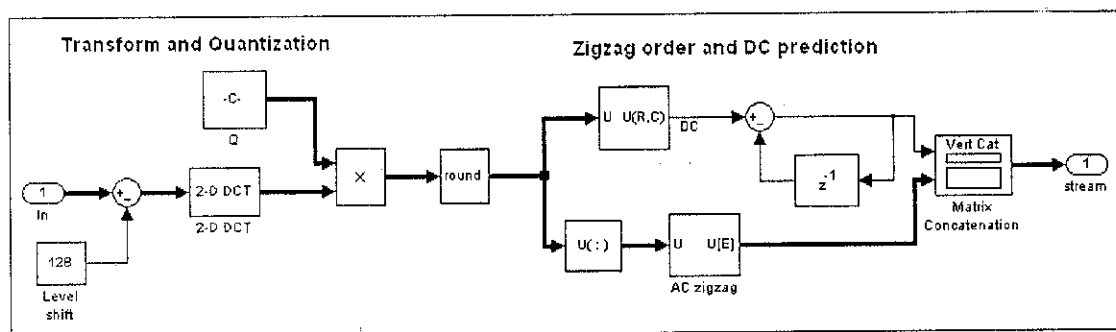 Transform and Quantization
Zigzag order and DC prediction
-C-
Q
1
In
+
-
2-D DCT
2-D DCT
128
Level
shift
×
round
U U(R,C)
DC
+
-
z-1
U(:)
U U[E]
AC zigzag
Vert Cat
Matrix
Concatenation
1
stream